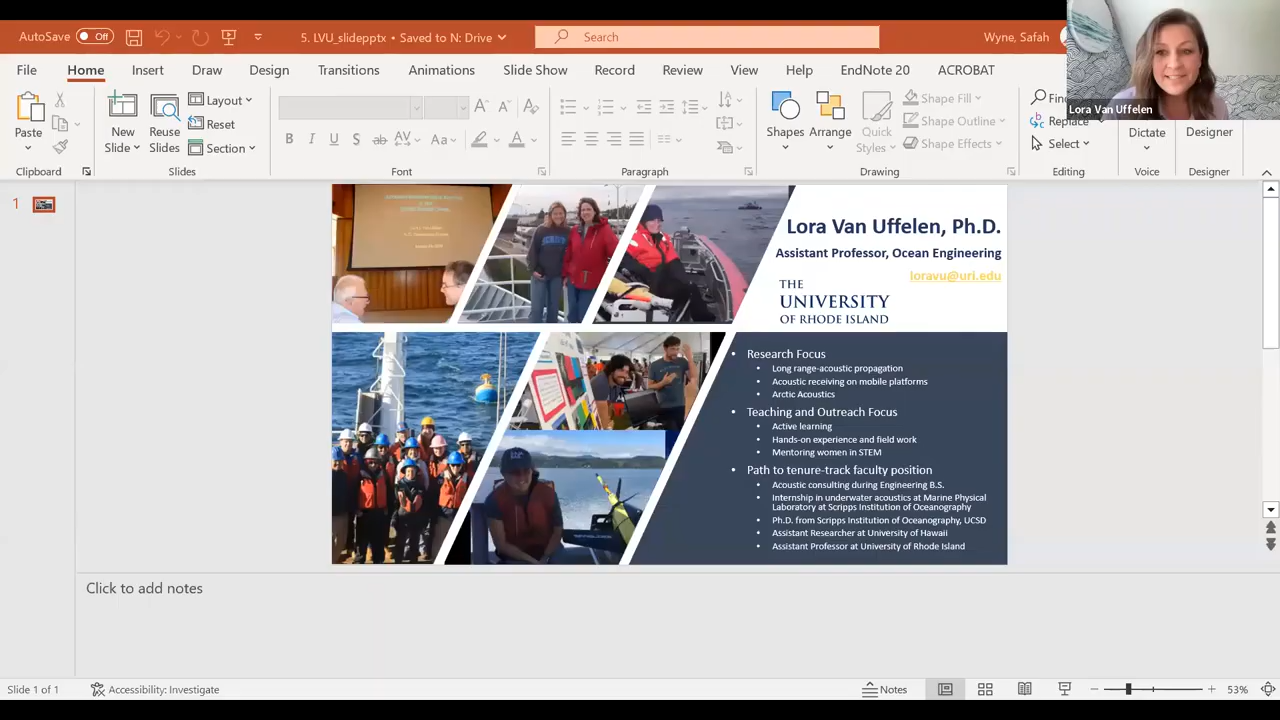 AutoSave
Off
5. LVU_slidepptx • Saved to N: Drive
Search
Wyne, Safah
File
Home
Insert
Draw
Design
Transitions
Animations
Slide Show
Record
Review
View
Help
EndNote 20
ACROBAT
Lora Van Uffelen
Paste
New
Slide
Reuse
Slides
Layout
Reset
Section
B I U S ab AV Aa A
Shapes
Arrange
Quick
Styles
Shape Fill
Shape Outline
Shape Effects
Replace
Select
Dictate
Designer
Clipboard
Slides
Font
Paragraph
Drawing
Editing
Voice
Designer
1
Lora Van Uffelen, Ph.D.
Assistant Professor, Ocean Engineering
loravu@uri.edu
THE
UNIVERSITY
OF RHODE ISLAND
• Research Focus
• Long range-acoustic propagation
• Acoustic receiving on mobile platforms
• Arctic Acoustics
• Teaching and Outreach Focus
• Active learning
• Hands-on experience and field work
• Mentoring women in STEM
• Path to tenure-track faculty position
• Acoustic consulting during Engineering B.S.
• Internship in underwater acoustics at Marine Physical
Laboratory at Scripps Institution of Oceanography
• Ph.D. from Scripps Institution of Oceanography, UCSD
• Assistant Researcher at University of Hawaii
• Assistant Professor at University of Rhode Island
Click to add notes
Slide 1 of 1
Accessibility: Investigate
Notes
53%